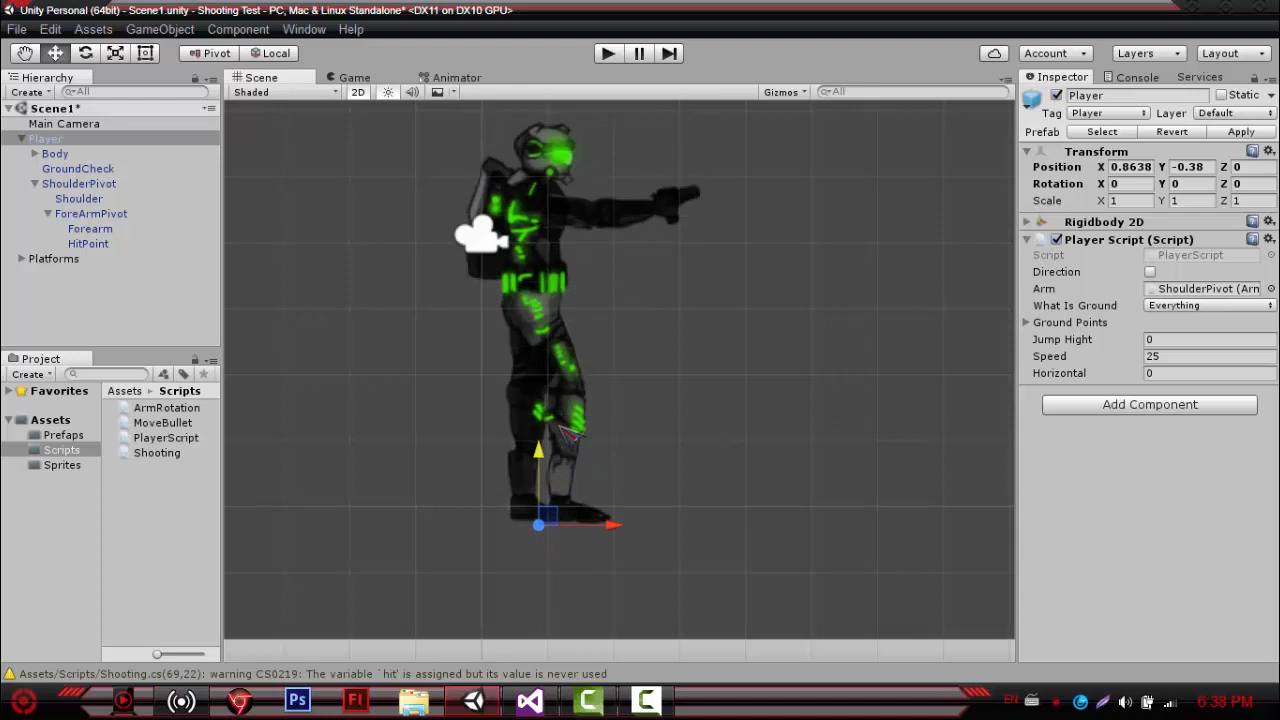 Unity Personal (64bit) - Scene1.unity - Shooting Test - PC, Mac & Linux Standalone* <DX11 on DX10 GPU>
File Edit Assets GameObject Component Window Help
Pivot Local Account Layers Layout
Hierarchy Scene Game Animator Inspector Console Services
Create All Shaded 2D Gizmos All Player Static
Scene1*
Tag Player Layer Default
Main Camera
Player
Prefab Select Revert Apply
Body
Transform
GroundCheck
Position X 0.8638 Y -0.38 Z 0
ShoulderPivot
Rotation X 0 Y 0 Z 0
Shoulder
Scale X 1 Y 1 Z 1
ForeArmPivot
Rigidbody 2D
Forearm
Player Script (Script)
HitPoint
Script PlayerScript
Platforms
Direction
Arm ShoulderPivot (Arn
What Is Ground Everything
Ground Points
Jump Hight 0
Speed 25
Horizontal 0
Add Component
Project
Create
Favorites
Assets Scripts
Assets
Prefaps
Scripts
Sprites
ArmRotation
MoveBullet
PlayerScript
Shooting
Assets/Scripts/Shooting.cs(69,22): warning CS0219: The variable `hit' is assigned but its value is never used
Ps Fl C C EN 6:38 PM